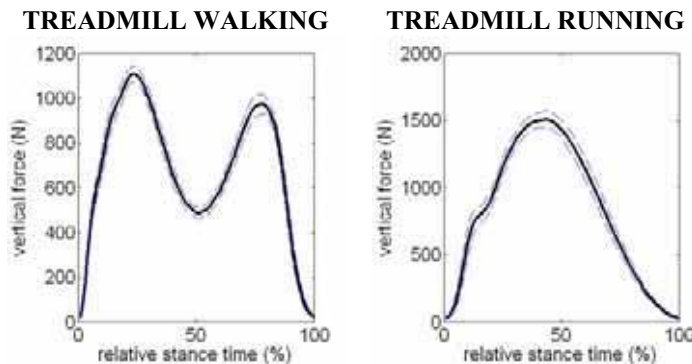 TREADMILL WALKING
1200
1000
800
600
400
200
0
vertical force (N)
0 50 100
relative stance time (%)
TREADMILL RUNNING
2000
1500
1000
500
0
vertical force (N)
0 50 100
relative stance time (%)